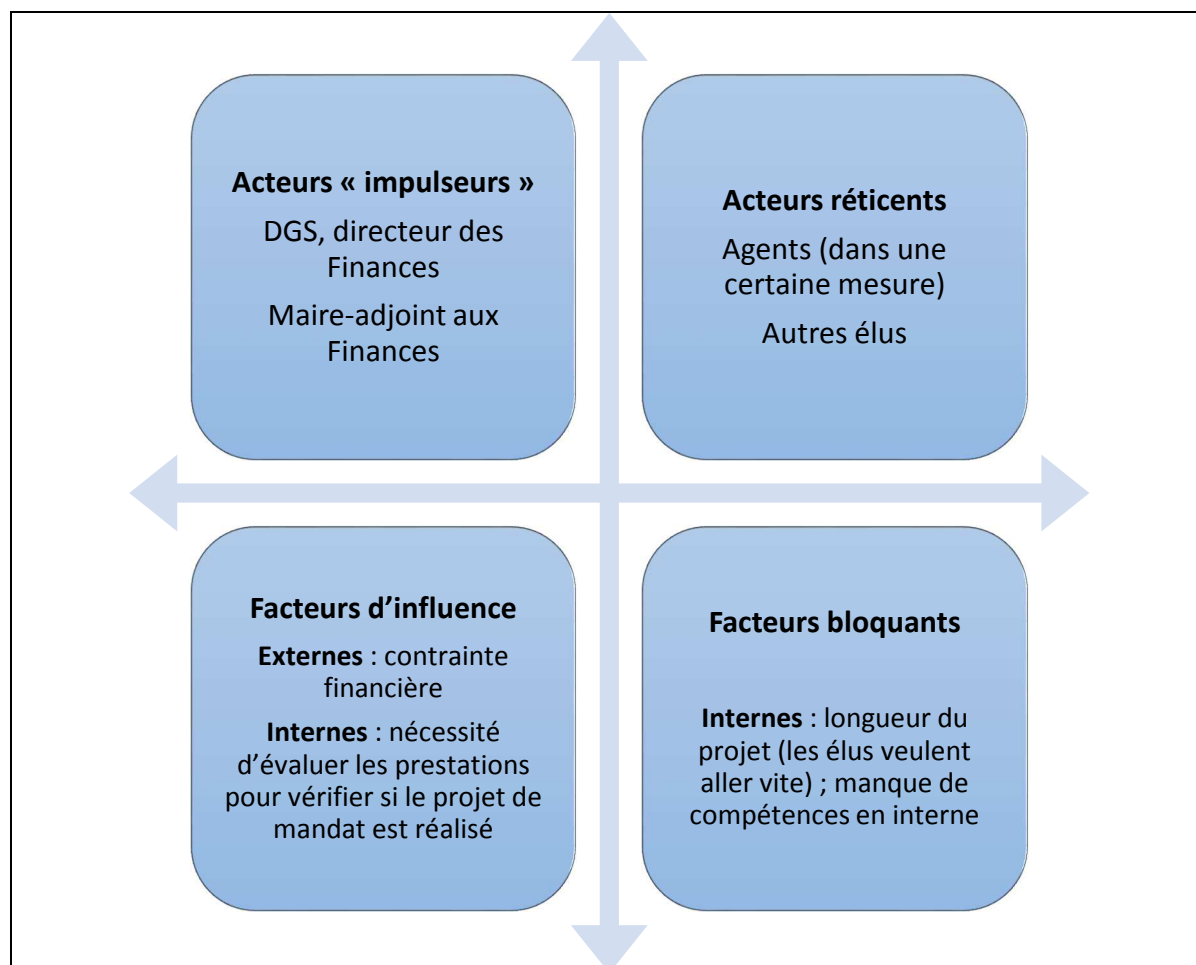 Acteurs « impulseurs »
DGS, directeur des
Finances
Maire-adjoint aux
Finances
Acteurs réticents
Agents (dans une
certaine mesure)
Autres élus
Facteurs d’influence
Externes : contrainte
financière
Internes : nécessité
d’évaluer les prestations
pour vérifier si le projet de
mandat est réalisé
Facteurs bloquants
Internes : longueur du
projet (les élus veulent
aller vite) ; manque de
compétences en interne